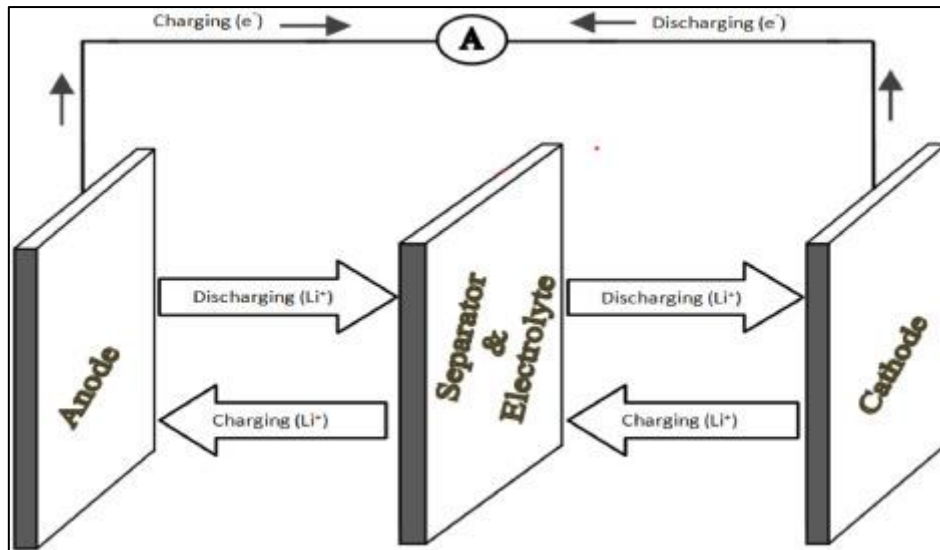 Charging (e⁻)
A
Discharging (e⁻)
Discharging (Li⁺)
Discharging (Li⁺)
Separator
&
Electrolyte
Anode
Cathode
Charging (Li⁺)
Charging (Li⁺)